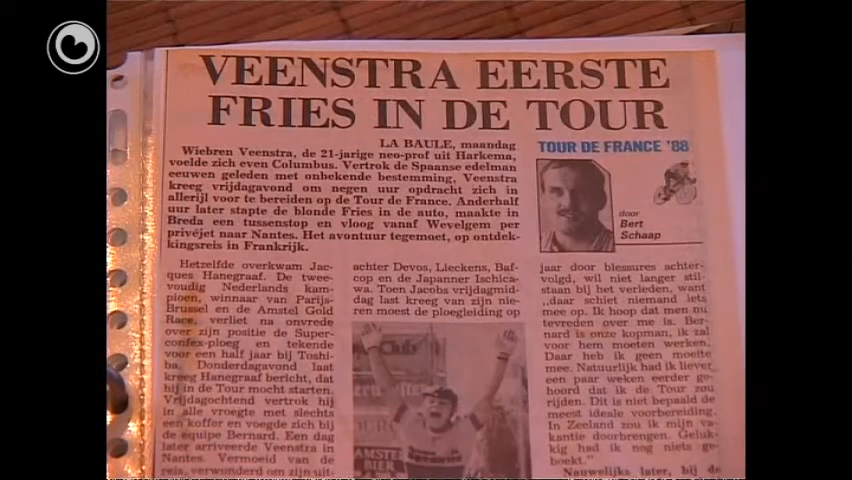 VEENSTRA EERSTE
FRIES IN DE TOUR
LA BAULE, maandag
Wiebren Veenstra, de 21-jarige neo-prof uit Harkema,
voelde zich even Columbus. Vertrok de Spaanse edelman
eeuwen geleden met onbekende bestemming, Veenstra
kreeg vrijdagavond om negen uur opdracht zich in
allerijl voor te bereiden op de Tour de France. Anderhalf
uur later stapte de blonde Fries in de auto, maakte in
Breda een tussenstop en vloog vanaf Wevelgem per
privéjet naar Nantes. Het avontuur tegemoet, op ontdek-
kingsreis in Frankrijk.
TOUR DE FRANCE '88
door
Bert
Schaap
Hetzelfde overkwam Jac-
ques Hanegraaf. De twee-
voudig Nederlands kam-
pioen, winnaar van Parijs-
Brussel en de Amstel Gold
Race, verliet na onvrede
over zijn positie de Super-
confex-ploeg en tekende
voor een half jaar bij Toshi-
ba. Donderdagavond laat
kreeg Hanegraaf bericht, dat
hij in de Tour mocht starten.
Vrijdagochtend vertrok hij
in alle vroegte met slechts
een koffer en voegde zich bij
de equipe Bernard. Een dag
later arriveerde Veenstra in
Nantes. Vermoeid van de
reis, verwonderd om zijn uit-
achter Devos, Lieckens, Baf-
cop en de Japanner Ischica-
wa. Toen Jacobs vrijdagmid-
dag last kreeg van zijn nie-
ren moest de ploegleiding op
AMSTEL
BIER
jaar door blessures achter-
volgd, wil niet langer stil-
staan bij het verleden, want
„daar schiet niemand iets
mee op. Ik hoop dat men nu
tevreden over me is. Ber-
nard is onze kopman, ik zal
voor hem moeten werken.
Daar heb ik geen moeite
mee. Natuurlijk had ik liever
een paar weken eerder ge-
hoord dat ik de Tour zou
rijden. Dit is niet bepaald de
meest ideale voorbereiding.
In Zeeland zou ik mijn va-
kantie doorbrengen. Geluk-
kig had ik nog niets ge-
boekt."
Nauwelijks later, bij de